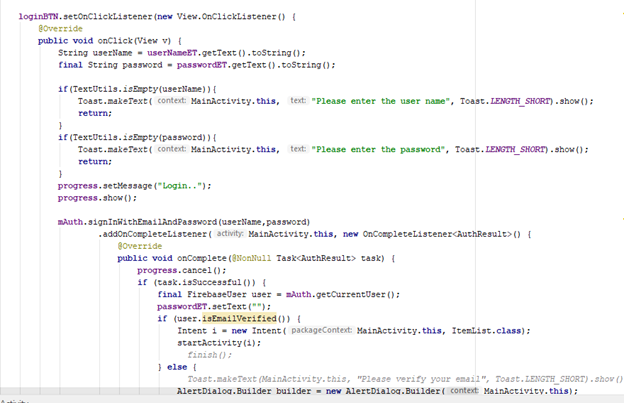 loginBTN.setOnClickListener(new View.OnClickListener() {
@Override
public void onClick(View v) {
String userName = userNameET.getText().toString();
final String password = passwordET.getText().toString();
if(TextUtils.isEmpty(userName)){
Toast.makeText( context: MainActivity.this, text: "Please enter the user name", Toast.LENGTH_SHORT).show();
return;
}
if(TextUtils.isEmpty(password)){
Toast.makeText( context: MainActivity.this, text: "Please enter the password", Toast.LENGTH_SHORT).show();
return;
}
progress.setMessage("Login..");
progress.show();
mAuth.signInWithEmailAndPassword(userName,password)
.addOnCompleteListener( activity: MainActivity.this, new OnCompleteListener<AuthResult>() {
@Override
public void onComplete(@NonNull Task<AuthResult> task) {
progress.cancel();
if (task.isSuccessful()) {
final FirebaseUser user = mAuth.getCurrentUser();
passwordET.setText("");
if (user.isEmailVerified()) {
Intent i = new Intent( packageContext: MainActivity.this, ItemList.class);
startActivity(i);
finish();
} else {
Toast.makeText(MainActivity.this, "Please verify your email", Toast.LENGTH_SHORT).show()
AlertDialog.Builder builder = new AlertDialog.Builder( context: MainActivity.this);